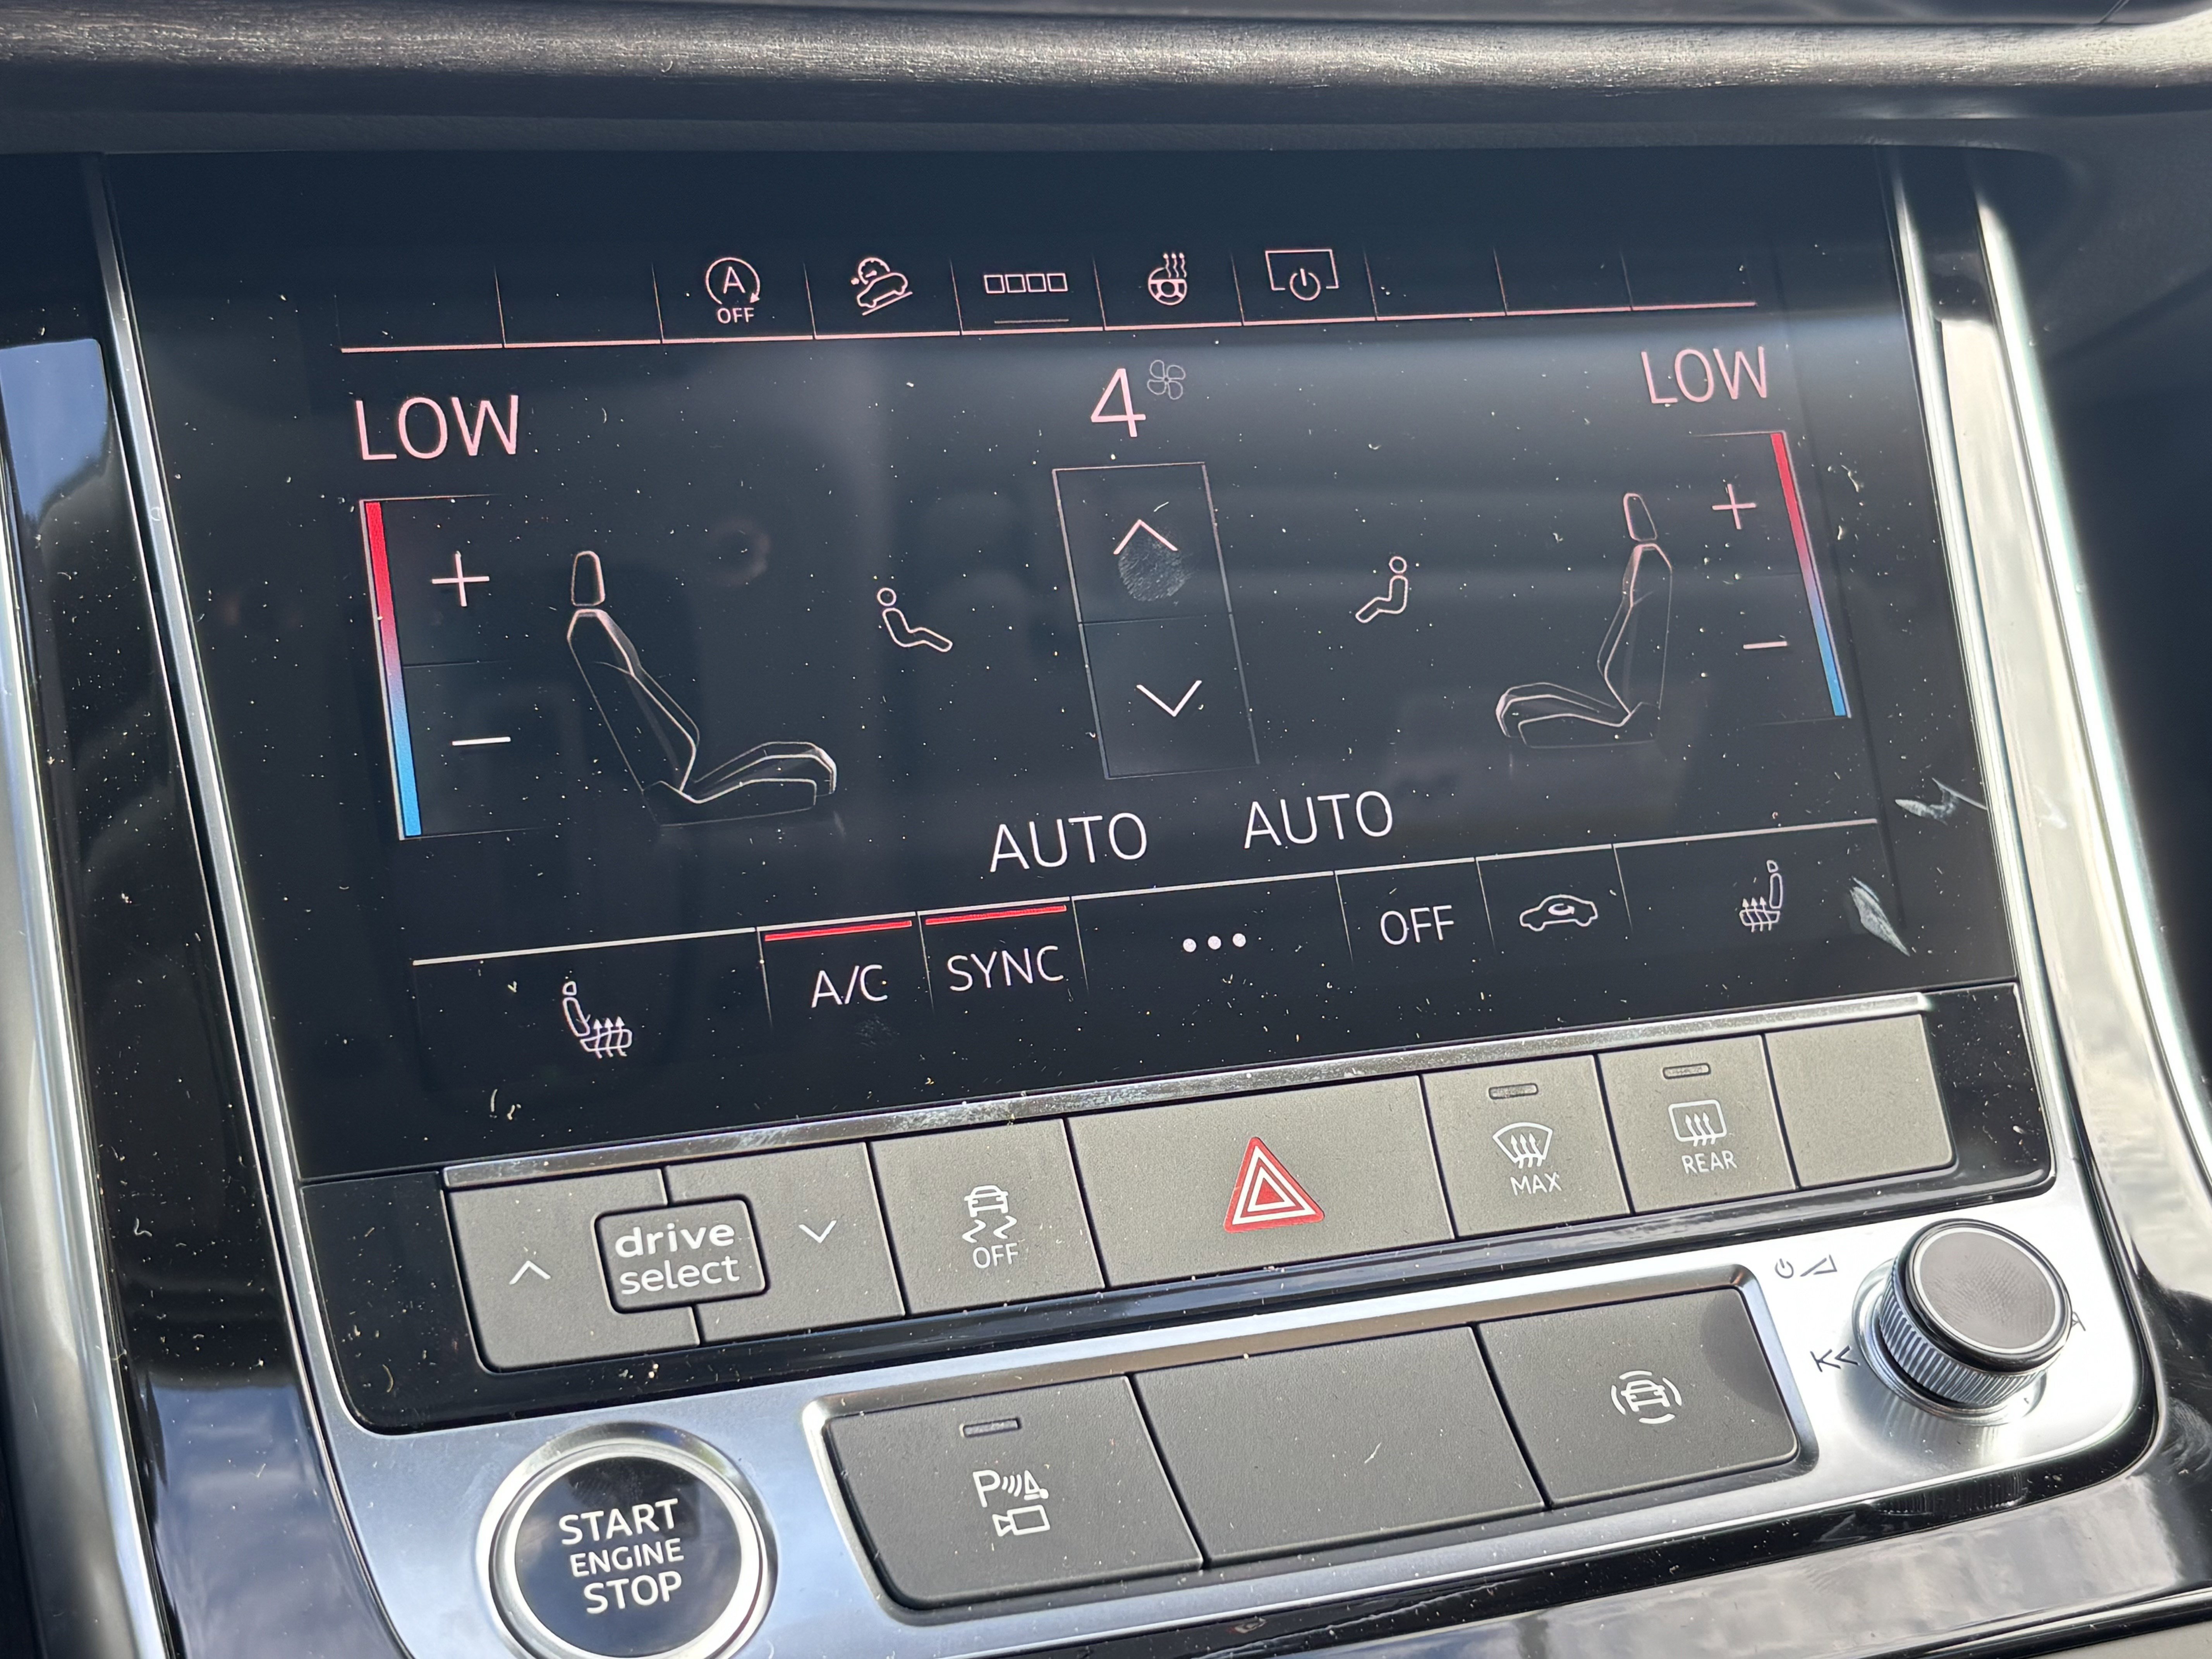 A
OFF
LOW
4
LOW
AUTO AUTO
A/C
SYNC
OFF
drive
select
OFF
MAX
REAR
START
ENGINE
STOP
P